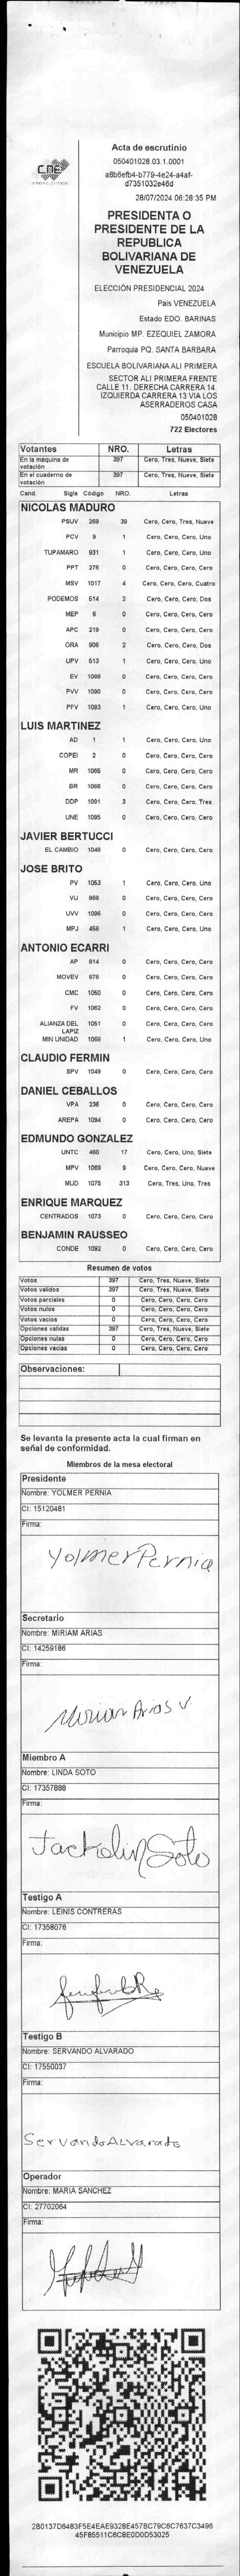 CNE
Acta de escrutinio
050401028.03.1.0001
a8b6efb4-b779-4e24-a4af-
d7351032e46d
28/07/2024 06:28:35 PM
PRESIDENTA O
PRESIDENTE DE LA
REPUBLICA
BOLIVARIANA DE
VENEZUELA
ELECCIÓN PRESIDENCIAL 2024
Pais VENEZUELA
Estado EDO. BARINAS
Municipio MP. EZEQUIEL ZAMORA
Parroquia PQ. SANTA BARBARA
ESCUELA BOLIVARIANA ALI PRIMERA
SECTOR ALI PRIMERA FRENTE
CALLE 11. DERECHA CARRERA 14.
IZQUIERDA CARRERA 13 VIA LOS
ASERRADEROS CASA
050401028
722 Electores
Votantes NRO. Letras
En la máquina de votación 397 Cero, Tres, Nueve, Siete
En el cuaderno de votación 397 Cero, Tres, Nueve, Siete
Cand. Sigla Código NRO. Letras
NICOLAS MADURO
PSUV 269 39 Cero, Cero, Tres, Nueve
PCV 9 1 Cero, Cero, Cero, Uno
TUPAMARO 931 1 Cero, Cero, Cero, Uno
PPT 276 0 Cero, Cero, Cero, Cero
MSV 1017 4 Cero, Cero, Cero, Cuatro
PODEMOS 514 2 Cero, Cero, Cero, Dos
MEP 6 0 Cero, Cero, Cero, Cero
APC 219 0 Cero, Cero, Cero, Cero
ORA 906 2 Cero, Cero, Cero, Dos
UPV 513 1 Cero, Cero, Cero, Uno
EV 1089 0 Cero, Cero, Cero, Cero
PVV 1090 0 Cero, Cero, Cero, Cero
PFV 1093 1 Cero, Cero, Cero, Uno
LUIS MARTINEZ
AD 1 1 Cero, Cero, Cero, Uno
COPEI 2 0 Cero, Cero, Cero, Cero
MR 1065 0 Cero, Cero, Cero, Cero
BR 1066 0 Cero, Cero, Cero, Cero
DDP 1091 3 Cero, Cero, Cero, Tres
UNE 1095 0 Cero, Cero, Cero, Cero
JAVIER BERTUCCI
EL CAMBIO 1048 0 Cero, Cero, Cero, Cero
JOSE BRITO
PV 1053 1 Cero, Cero, Cero, Uno
VU 868 0 Cero, Cero, Cero, Cero
UVV 1096 0 Cero, Cero, Cero, Cero
MPJ 458 1 Cero, Cero, Cero, Uno
ANTONIO ECARRI
AP 814 0 Cero, Cero, Cero, Cero
MOVEV 878 0 Cero, Cero, Cero, Cero
CMC 1050 0 Cero, Cero, Cero, Cero
FV 1062 0 Cero, Cero, Cero, Cero
ALIANZA DEL LAPIZ 1051 0 Cero, Cero, Cero, Cero
MIN UNIDAD 1068 1 Cero, Cero, Cero, Uno
CLAUDIO FERMIN
SPV 1049 0 Cero, Cero, Cero, Cero
DANIEL CEBALLOS
VPA 236 0 Cero, Cero, Cero, Cero
AREPA 1094 0 Cero, Cero, Cero, Cero
EDMUNDO GONZALEZ
UNTC 460 17 Cero, Cero, Uno, Siete
MPV 1069 9 Cero, Cero, Cero, Nueve
MUD 1075 313 Cero, Tres, Uno, Tres
ENRIQUE MARQUEZ
CENTRADOS 1073 0 Cero, Cero, Cero, Cero
BENJAMIN RAUSSEO
CONDE 1092 0 Cero, Cero, Cero, Cero
Resumen de votos
Votos 397 Cero, Tres, Nueve, Siete
Votos validos 397 Cero, Tres, Nueve, Siete
Votos parciales 0 Cero, Cero, Cero, Cero
Votos nulos 0 Cero, Cero, Cero, Cero
Votos vacios 0 Cero, Cero, Cero, Cero
Opciones validas 397 Cero, Tres, Nueve, Siete
Opciones nulas 0 Cero, Cero, Cero, Cero
Opciones vacias 0 Cero, Cero, Cero, Cero
Observaciones:
Se levanta la presente acta la cual firman en
señal de conformidad.
Miembros de la mesa electoral
Presidente
Nombre: YOLMER PERNIA
CI: 15120481
Firma:
Yolmer Pernia
Secretario
Nombre: MIRIAM ARIAS
CI: 14259186
Firma:
Miriam Arias V
Miembro A
Nombre: LINDA SOTO
CI: 17357888
Firma:
Jackelin Soto
Testigo A
Nombre: LEINIS CONTRERAS
CI: 17358076
Firma:
Testigo B
Nombre: SERVANDO ALVARADO
CI: 17550037
Firma:
Servando Alvarado
Operador
Nombre: MARIA SANCHEZ
CI: 27702064
Firma:
2B0137D6483F5E4EAE9328E457BC79C6C7637C3496
45F85511C6C8E0D0D53025